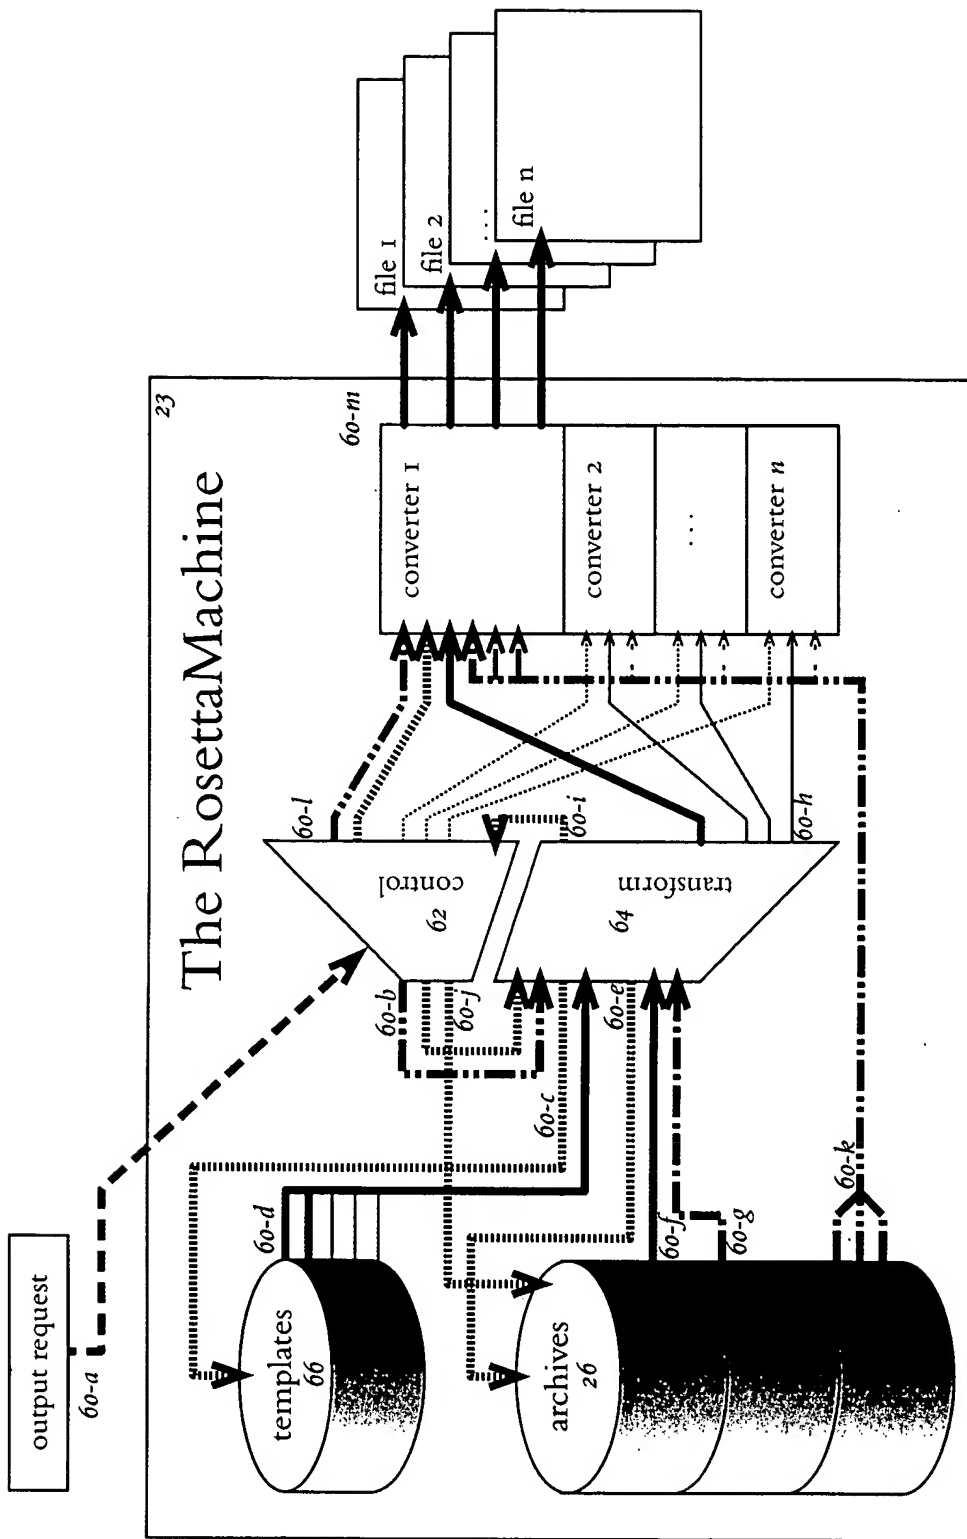 output request
60-a
23
The RosettaMachine
templates
66
60-d
archives
26
60-f
60-g
60-k
60-c
60-b
60-j
60-e
control
62
transform
64
60-l
60-i
60-h
60-m
converter 1
converter 2
...
converter n
file 1
file 2
...
file n